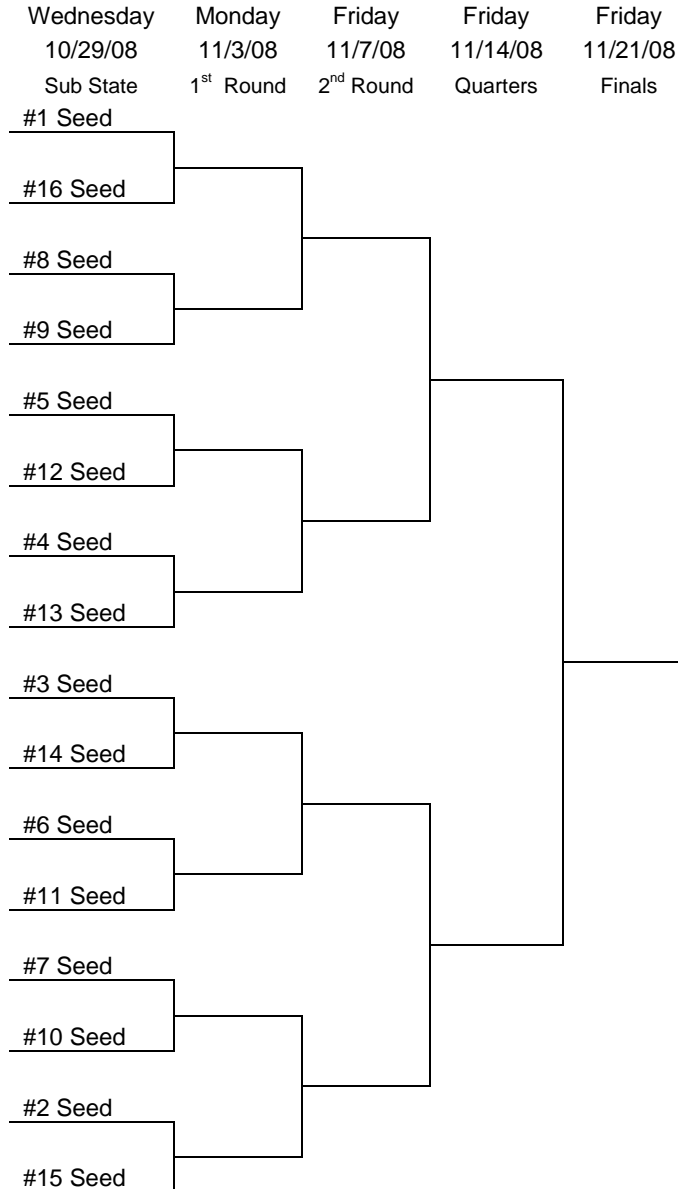 Wednesday Monday Friday Friday Friday
10/29/08 11/3/08 11/7/08 11/14/08 11/21/08
Sub State 1st Round 2nd Round Quarters Finals
#1 Seed
#16 Seed
#8 Seed
#9 Seed
#5 Seed
#12 Seed
#4 Seed
#13 Seed
#3 Seed
#14 Seed
#6 Seed
#11 Seed
#7 Seed
#10 Seed
#2 Seed
#15 Seed